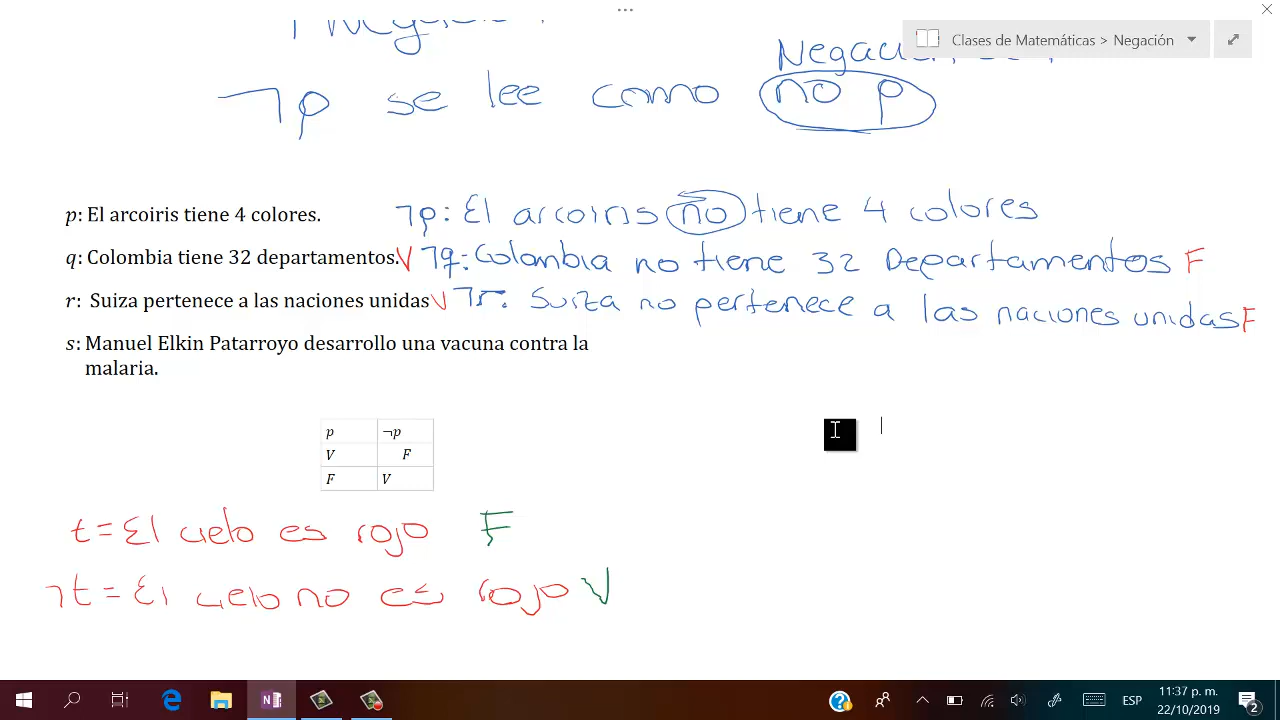 Clases de Matemáticas > Negación
¬p se lee como no p
p: El arcoiris tiene 4 colores. ¬p: El arcoiris no tiene 4 colores
q: Colombia tiene 32 departamentos. V ¬q: Colombia no tiene 32 Departamentos F
r: Suiza pertenece a las naciones unidas V ¬r: Suiza no pertenece a las naciones unidas F
s: Manuel Elkin Patarroyo desarrollo una vacuna contra la
malaria.
p ¬p
V F
F V
t = El cielo es rojo F
¬t = El cielo no es rojo V
ESP
11:37 p. m.
22/10/2019
2